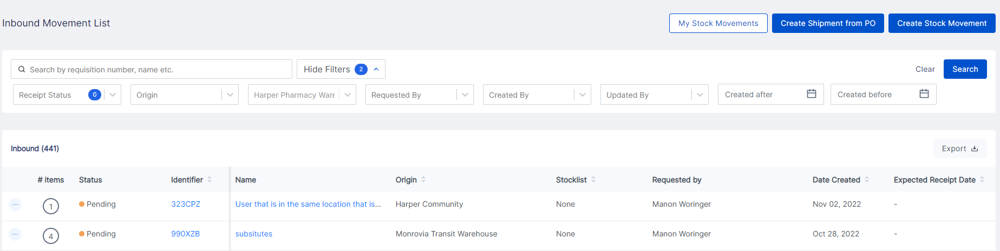 Inbound Movement List
My Stock Movements
Create Shipment from PO
Create Stock Movement
Search by requisition number, name etc.
Hide Filters 2
Clear
Search
Receipt Status 0
Origin
Harper Pharmacy Ware
Requested By
Created By
Updated By
Created after
Created before
Inbound (441)
Export
# items Status Identifier Name Origin Stocklist Requested by Date Created Expected Receipt Date
1 Pending 323CPZ User that is in the same location that is... Harper Community None Manon Woringer Nov 02, 2022 -
4 Pending 990XZB subsitutes Monrovia Transit Warehouse None Manon Woringer Oct 28, 2022 -